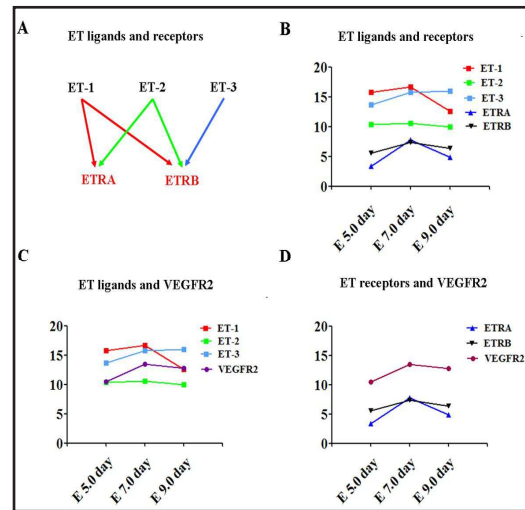 A
ET ligands and receptors
ET-1 ET-2 ET-3
ETRA ETRB
B
ET ligands and receptors
20
15
10
5
0
E 5.0 day
E 7.0 day
E 9.0 day
ET-1
ET-2
ET-3
ETRA
ETRB
C
ET ligands and VEGFR2
20
15
10
5
0
E 5.0 day
E 7.0 day
E 9.0 day
ET-1
ET-2
ET-3
VEGFR2
D
ET receptors and VEGFR2
20
15
10
5
0
E 5.0 day
E 7.0 day
E 9.0 day
ETRA
ETRB
VEGFR2